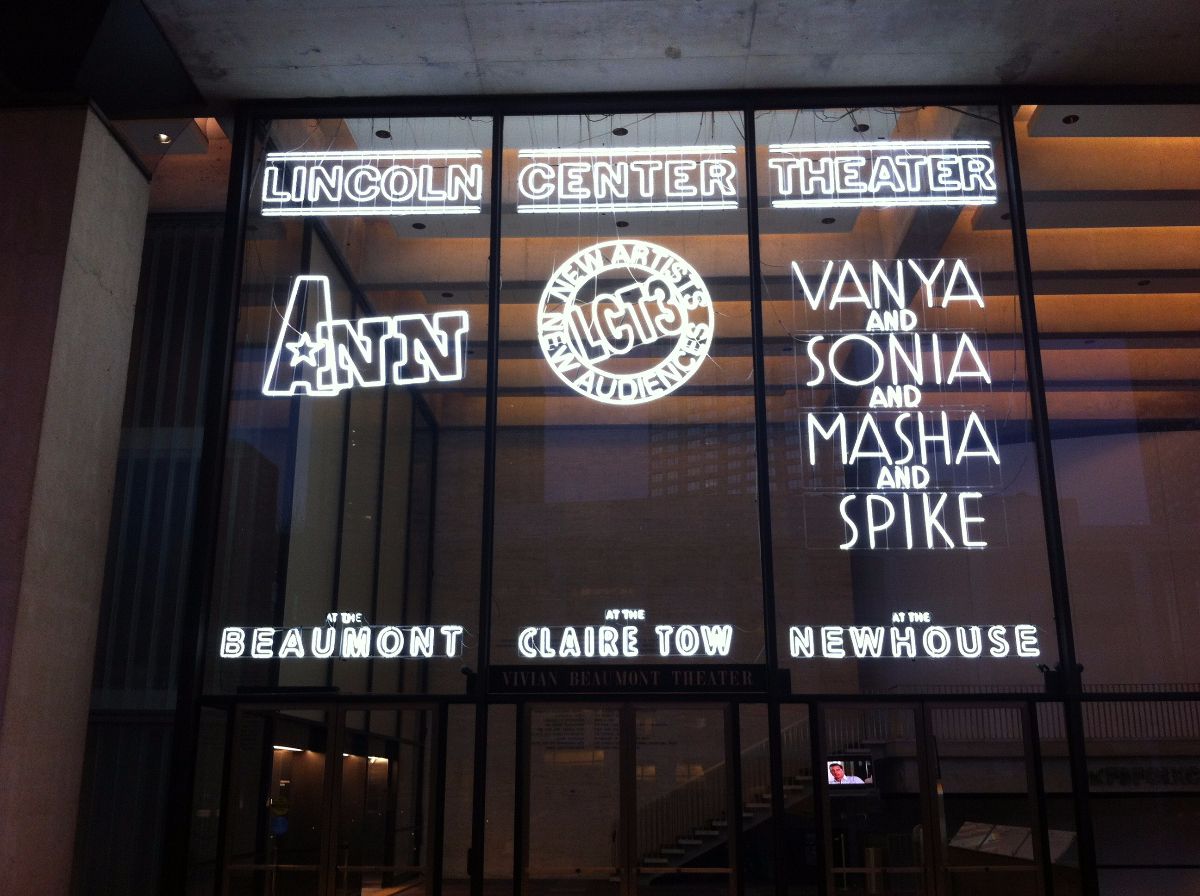 LINCOLN CENTER THEATER
ANN
NEW ARTISTS
LCT3
NEW AUDIENCES
VANYA
AND
SONIA
AND
MASHA
AND
SPIKE
AT THE
BEAUMONT
AT THE
CLAIRE TOW
AT THE
NEWHOUSE
VIVIAN BEAUMONT THEATER